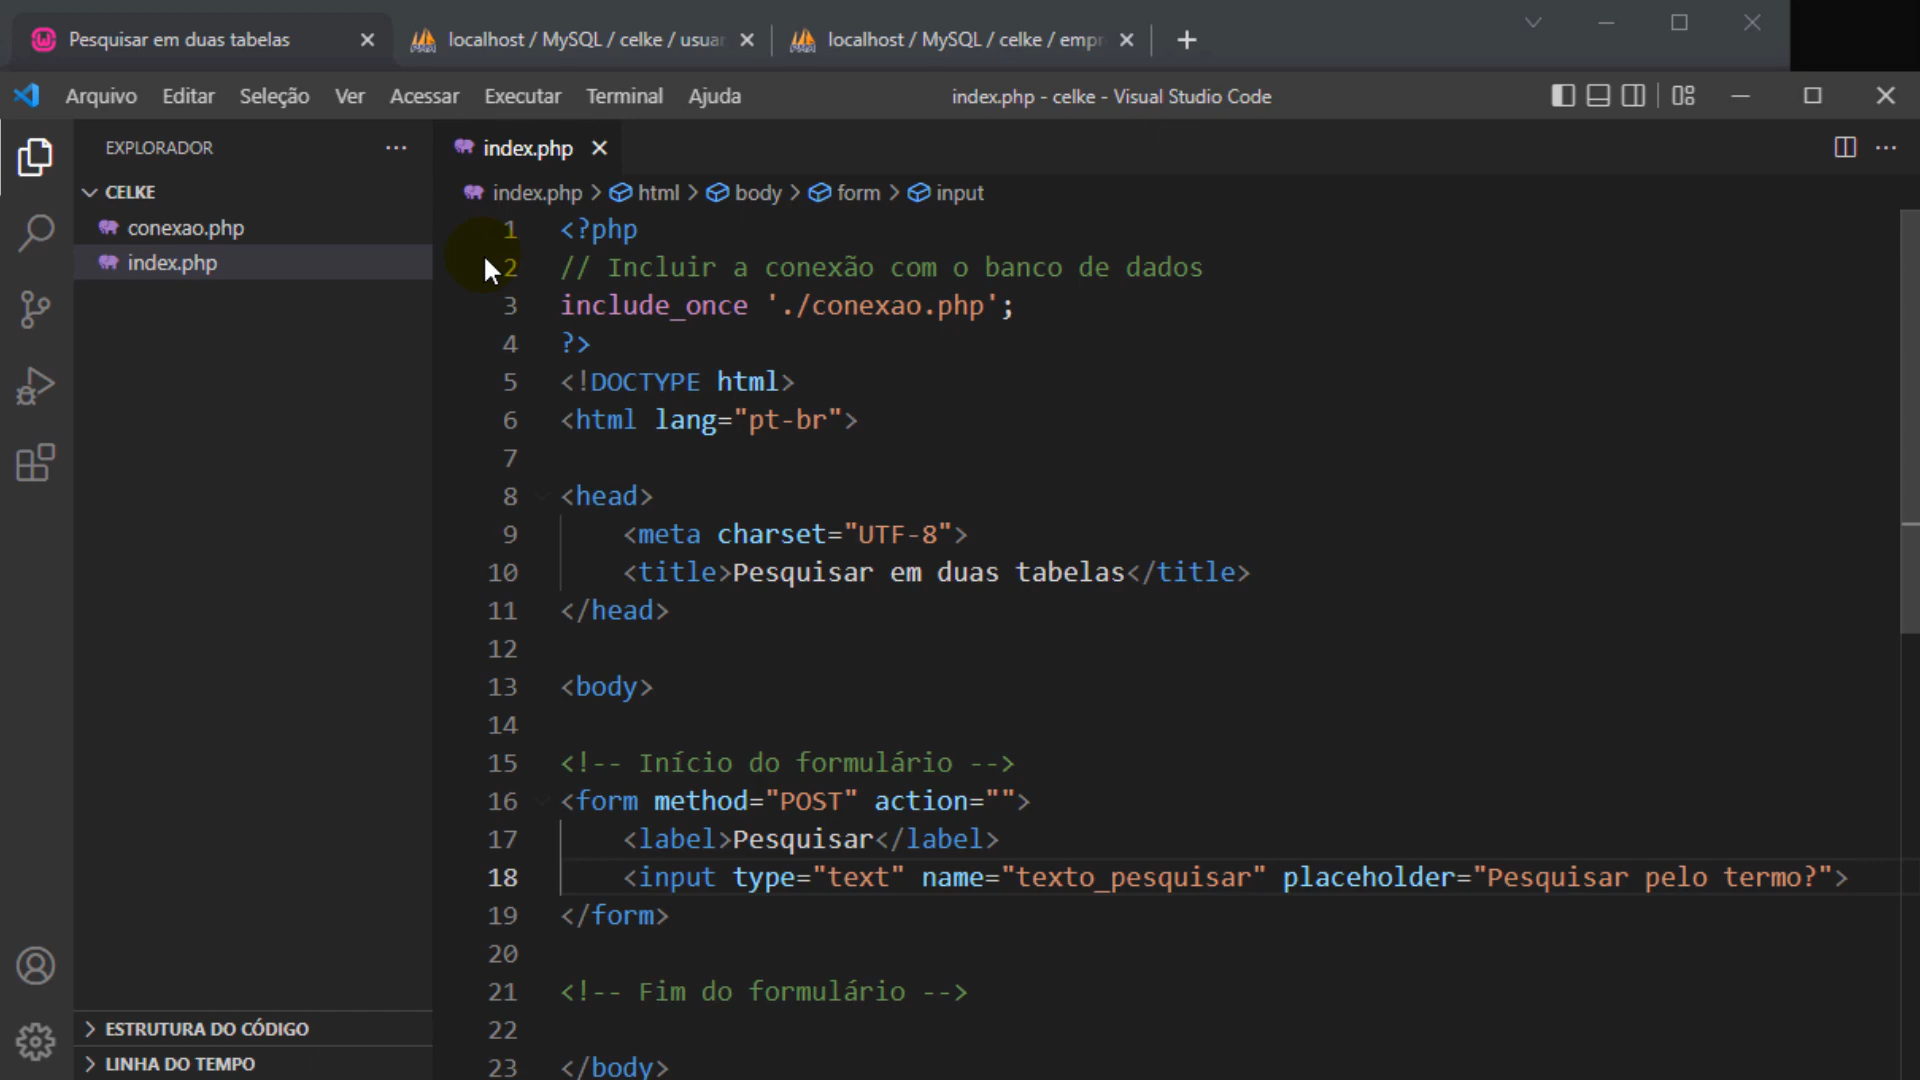 Pesquisar em duas tabelas
localhost / MySQL / celke / usuar
localhost / MySQL / celke / empr
Arquivo Editar Seleção Ver Acessar Executar Terminal Ajuda
index.php - celke - Visual Studio Code
EXPLORADOR
index.php
CELKE
conexao.php
index.php
index.php > html > body > form > input
1 <?php
2 // Incluir a conexão com o banco de dados
3 include_once './conexao.php';
4 ?>
5 <!DOCTYPE html>
6 <html lang="pt-br">
7
8 <head>
9 <meta charset="UTF-8">
10 <title>Pesquisar em duas tabelas</title>
11 </head>
12
13 <body>
14
15 <!-- Início do formulário -->
16 <form method="POST" action="">
17 <label>Pesquisar</label>
18 <input type="text" name="texto_pesquisar" placeholder="Pesquisar pelo termo?">
19 </form>
20
21 <!-- Fim do formulário -->
22
23 </body>
ESTRUTURA DO CÓDIGO
LINHA DO TEMPO